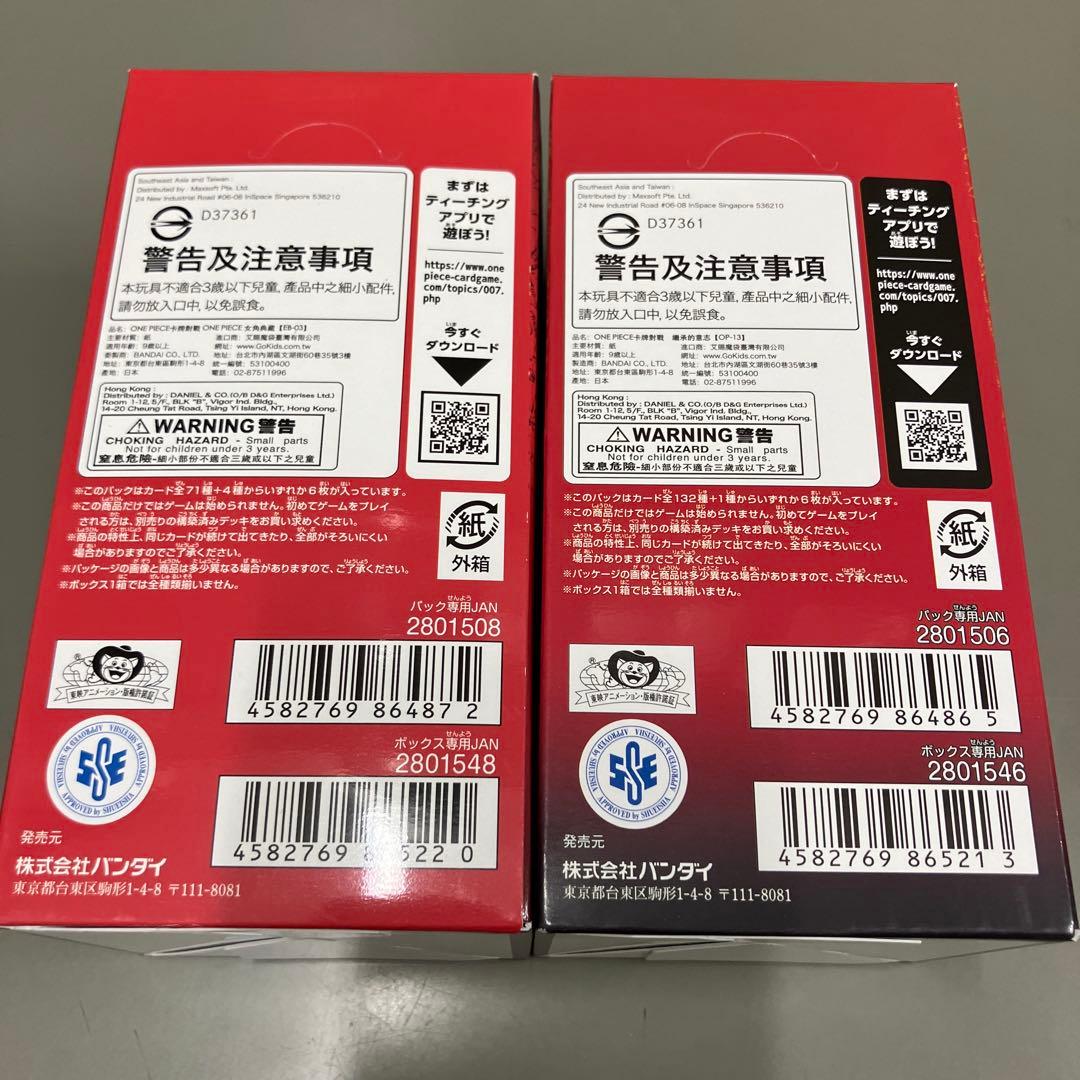 Southeast Asia and Taiwan :
Distributed by : Maxsoft Pte. Ltd.
24 New Industrial Road #06-08 InSpace Singapore 536210
D37361
警告及注意事項
本玩具不適合3歲以下兒童, 產品中之細小配件,
請勿放入口中, 以免誤食。
品名: ONE PIECE卡牌對戰 ONE PIECE 女角典藏【EB-03】
主要材質: 紙 進口商: 艾賜魔袋臺灣有限公司
適用年齡: 9歲以上 網址: www.GoKids.com.tw
委製商: BANDAI CO., LTD. 地址: 台北市內湖區文湖街60巷35號3樓
地址: 東京都台東區駒形1-4-8 統編: 53100400
產地: 日本 電話: 02-87511996
Hong Kong :
Distributed by : DANIEL & CO.(O/B D&G Enterprises Ltd.)
Room 1-12, 5/F., BLK "B", Vigor Ind. Bldg.,
14-20 Cheung Tat Road, Tsing Yi Island, NT, Hong Kong.
WARNING 警告
CHOKING HAZARD - Small parts
Not for children under 3 years.
窒息危險-細小部份不適合三歲或以下之兒童
まずは
ティーチング
アプリで
遊ぼう!
https://www.one
piece-cardgame.
com/topics/007.
php
今すぐ
ダウンロード
※このパックはカード全71種+4種からいずれか6枚が入っています。
※この商品だけではゲームは始められません。初めてゲームをプレイ
される方は、別売りの構築済みデッキをお買い求めください。
※商品の特性上、同じカードが続けて出てきたり、全部がそろいにくい
場合がありますのでご了承ください。
※パッケージの画像と商品は多少異なる場合がありますので、ご了承ください。
※ボックス1箱では全種類揃いません。
紙
外箱
パック専用JAN
2801508
4582769 86487 2
東映アニメーション・版権許諾証
ボックス専用JAN
2801548
APPROVED by SHUEISHA
APPROVED by SHUEISHA
発売元
株式会社バンダイ
東京都台東区駒形1-4-8 〒111-8081
Southeast Asia and Taiwan :
Distributed by : Maxsoft Pte. Ltd.
24 New Industrial Road #06-08 InSpace Singapore 536210
D37361
警告及注意事項
本玩具不適合3歲以下兒童, 產品中之細小配件,
請勿放入口中, 以免誤食。
品名: ONE PIECE卡牌對戰 繼承的意志【OP-13】
主要材質: 紙 進口商: 艾賜魔袋臺灣有限公司
適用年齡: 9歲以上 網址: www.GoKids.com.tw
製造商: BANDAI CO., LTD. 地址: 台北市內湖區文湖街60巷35號3樓
地址: 東京都台東區駒形1-4-8 統編: 53100400
產地: 日本 電話: 02-87511996
Hong Kong :
Distributed by : DANIEL & CO.(O/B D&G Enterprises Ltd.)
Room 1-12, 5/F., BLK "B", Vigor Ind. Bldg.,
14-20 Cheung Tat Road, Tsing Yi Island, NT, Hong Kong.
WARNING 警告
CHOKING HAZARD - Small parts
Not for children under 3 years.
窒息危險-細小部份不適合三歲或以下之兒童
まずは
ティーチング
アプリで
遊ぼう!
https://www.one
piece-cardgame.
com/topics/007.
php
今すぐ
ダウンロード
※このパックはカード全132種+1種からいずれか6枚が入っています。
※この商品だけではゲームは始められません。初めてゲームをプレイ
される方は、別売りの構築済みデッキをお買い求めください。
※商品の特性上、同じカードが続けて出てきたり、全部がそろいにくい
場合がありますのでご了承ください。
※パッケージの画像と商品は多少異なる場合がありますので、ご了承ください。
※ボックス1箱では全種類揃いません。
紙
外箱
パック専用JAN
2801506
4582769 86486 5
東映アニメーション・版権許諾証
ボックス専用JAN
2801546
4582769 86521 3
APPROVED by SHUEISHA
APPROVED by SHUEISHA
発売元
株式会社バンダイ
東京都台東区駒形1-4-8 〒111-8081